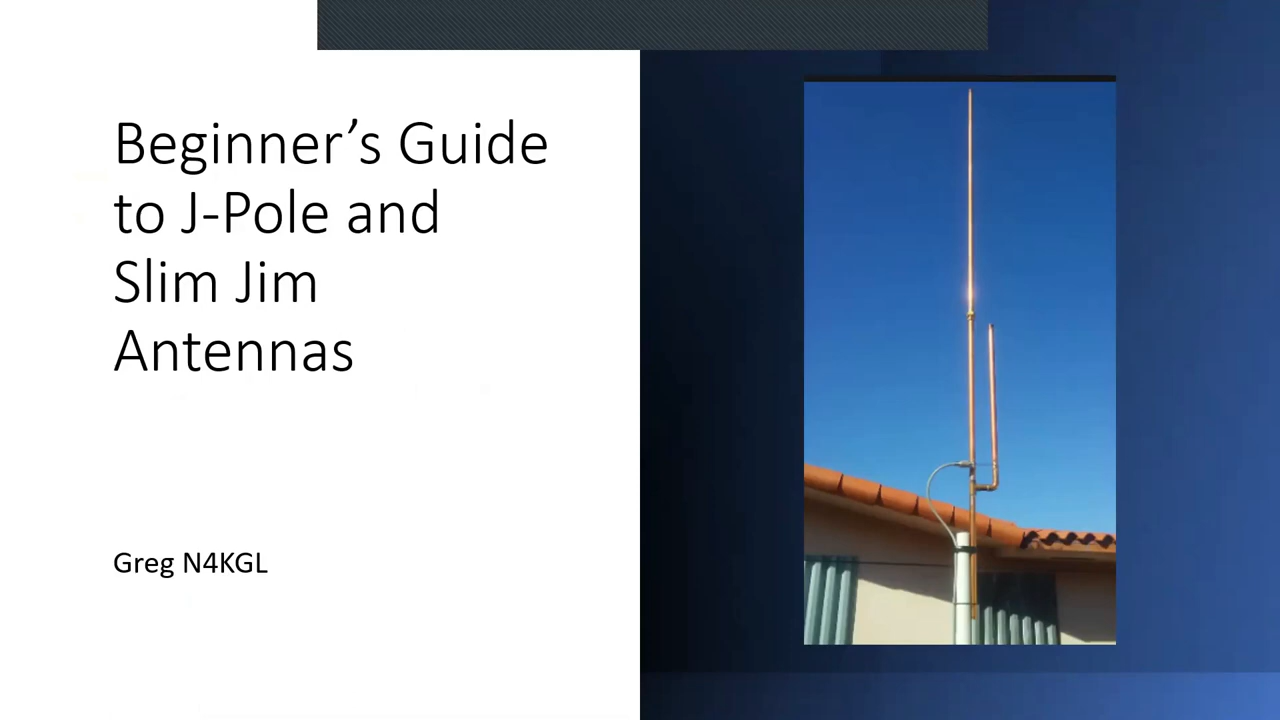 Beginner’s Guide
to J-Pole and
Slim Jim
Antennas
Greg N4KGL